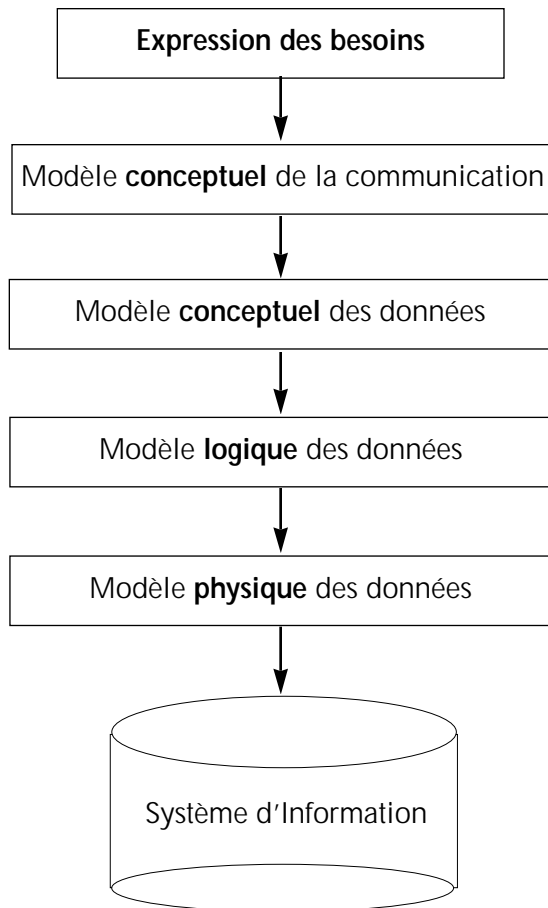 Expression des besoins
Modèle conceptuel de la communication
Modèle conceptuel des données
Modèle logique des données
Modèle physique des données
Système d'Information